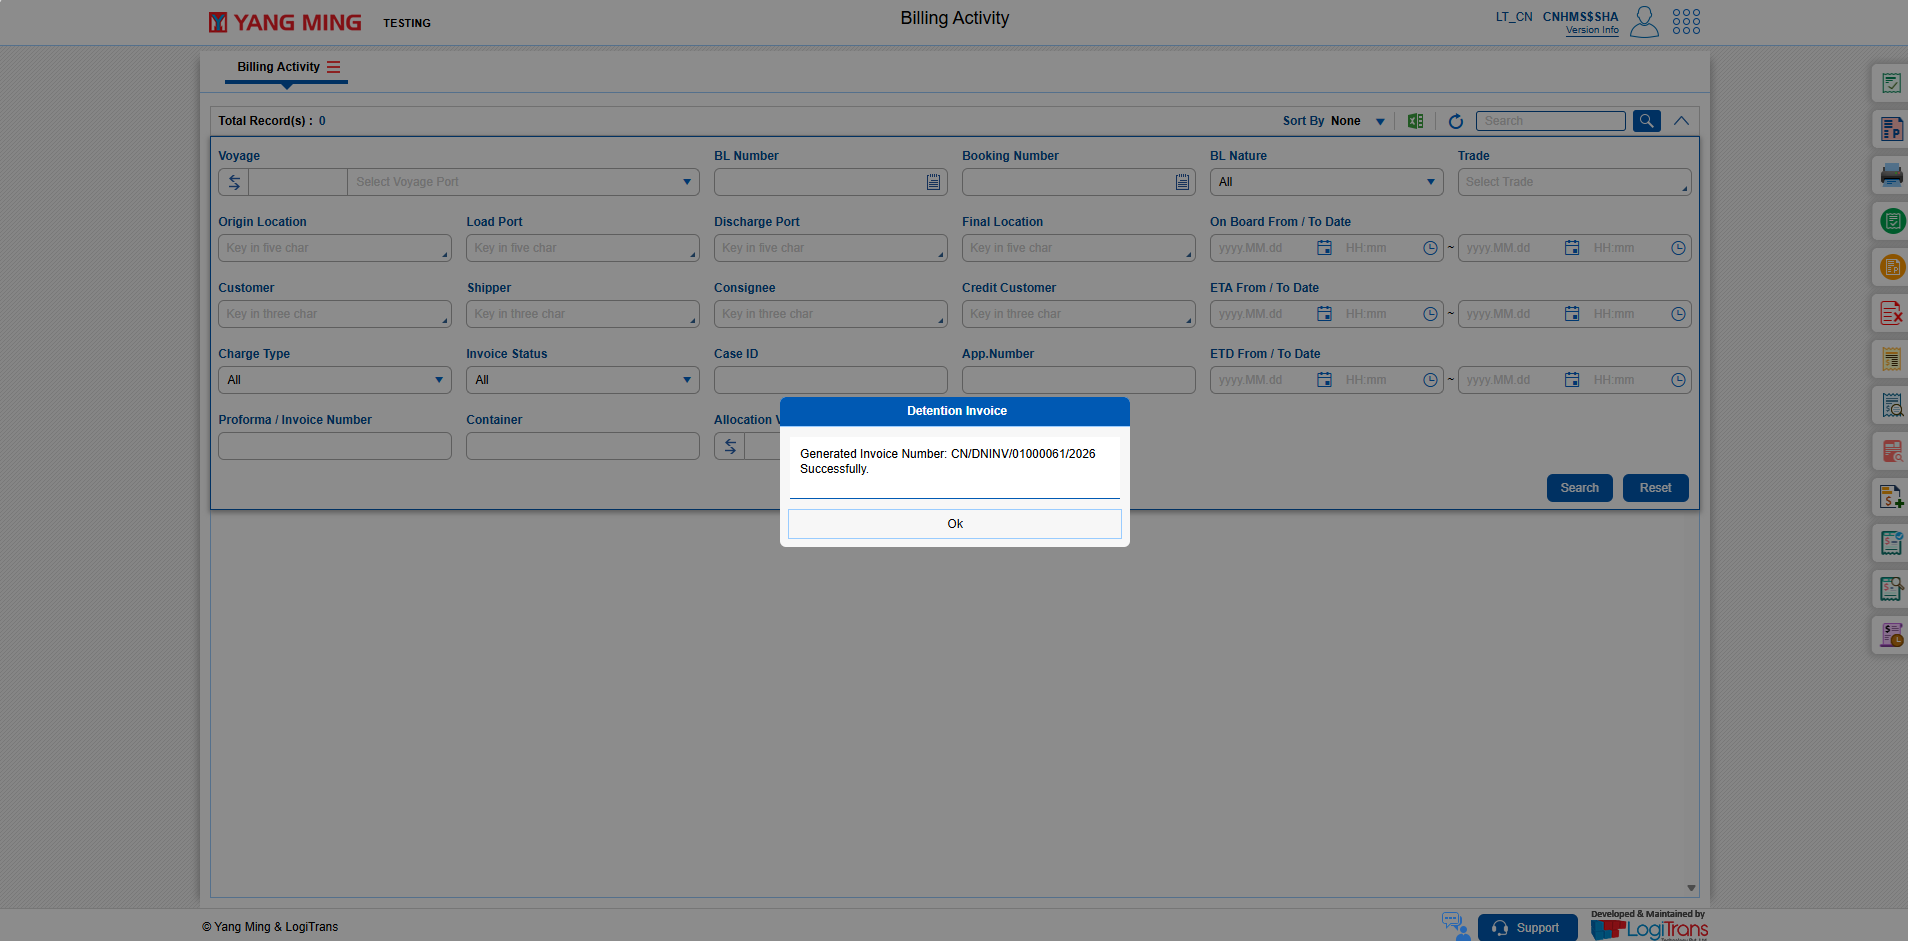 YANG MING TESTING Billing Activity LT_CN CNHMS$SHA
Version Info
Billing Activity
Total Record(s) : 0 Sort By None Search
Voyage BL Number Booking Number BL Nature Trade
Select Voyage Port All Select Trade
Origin Location Load Port Discharge Port Final Location On Board From / To Date
Key in five char Key in five char Key in five char Key in five char yyyy.MM.dd HH:mm ~ yyyy.MM.dd HH:mm
Customer Shipper Consignee Credit Customer ETA From / To Date
Key in three char Key in three char Key in three char Key in three char yyyy.MM.dd HH:mm ~ yyyy.MM.dd HH:mm
Charge Type Invoice Status Case ID App.Number ETD From / To Date
All All yyyy.MM.dd HH:mm ~ yyyy.MM.dd HH:mm
Proforma / Invoice Number Container Allocation
Detention Invoice
Generated Invoice Number: CN/DNINV/01000061/2026
Successfully.
Ok
Search Reset
© Yang Ming & LogiTrans
Support
Developed & Maintained by
LogiTrans